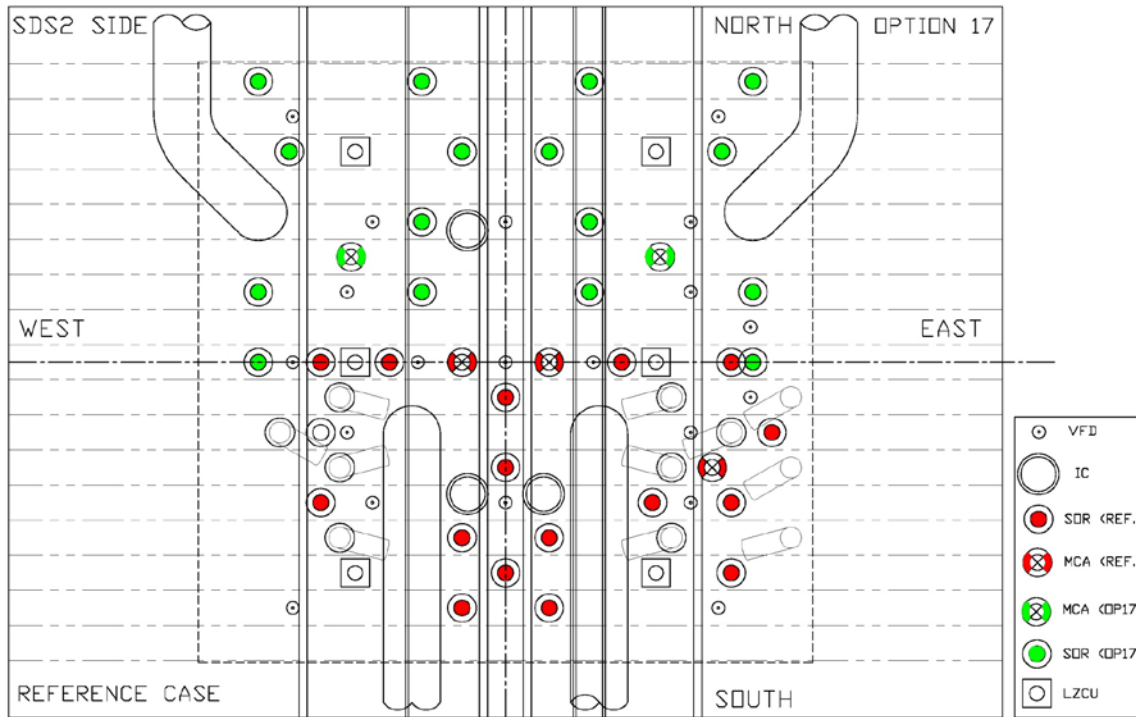 SDS2 SIDE
NORTH
OPTION 17
WEST
EAST
REFERENCE CASE
SOUTH
VFD
IC
SOR (REF.
MCA (REF.
MCA (OP17
SOR (OP17
LZCU